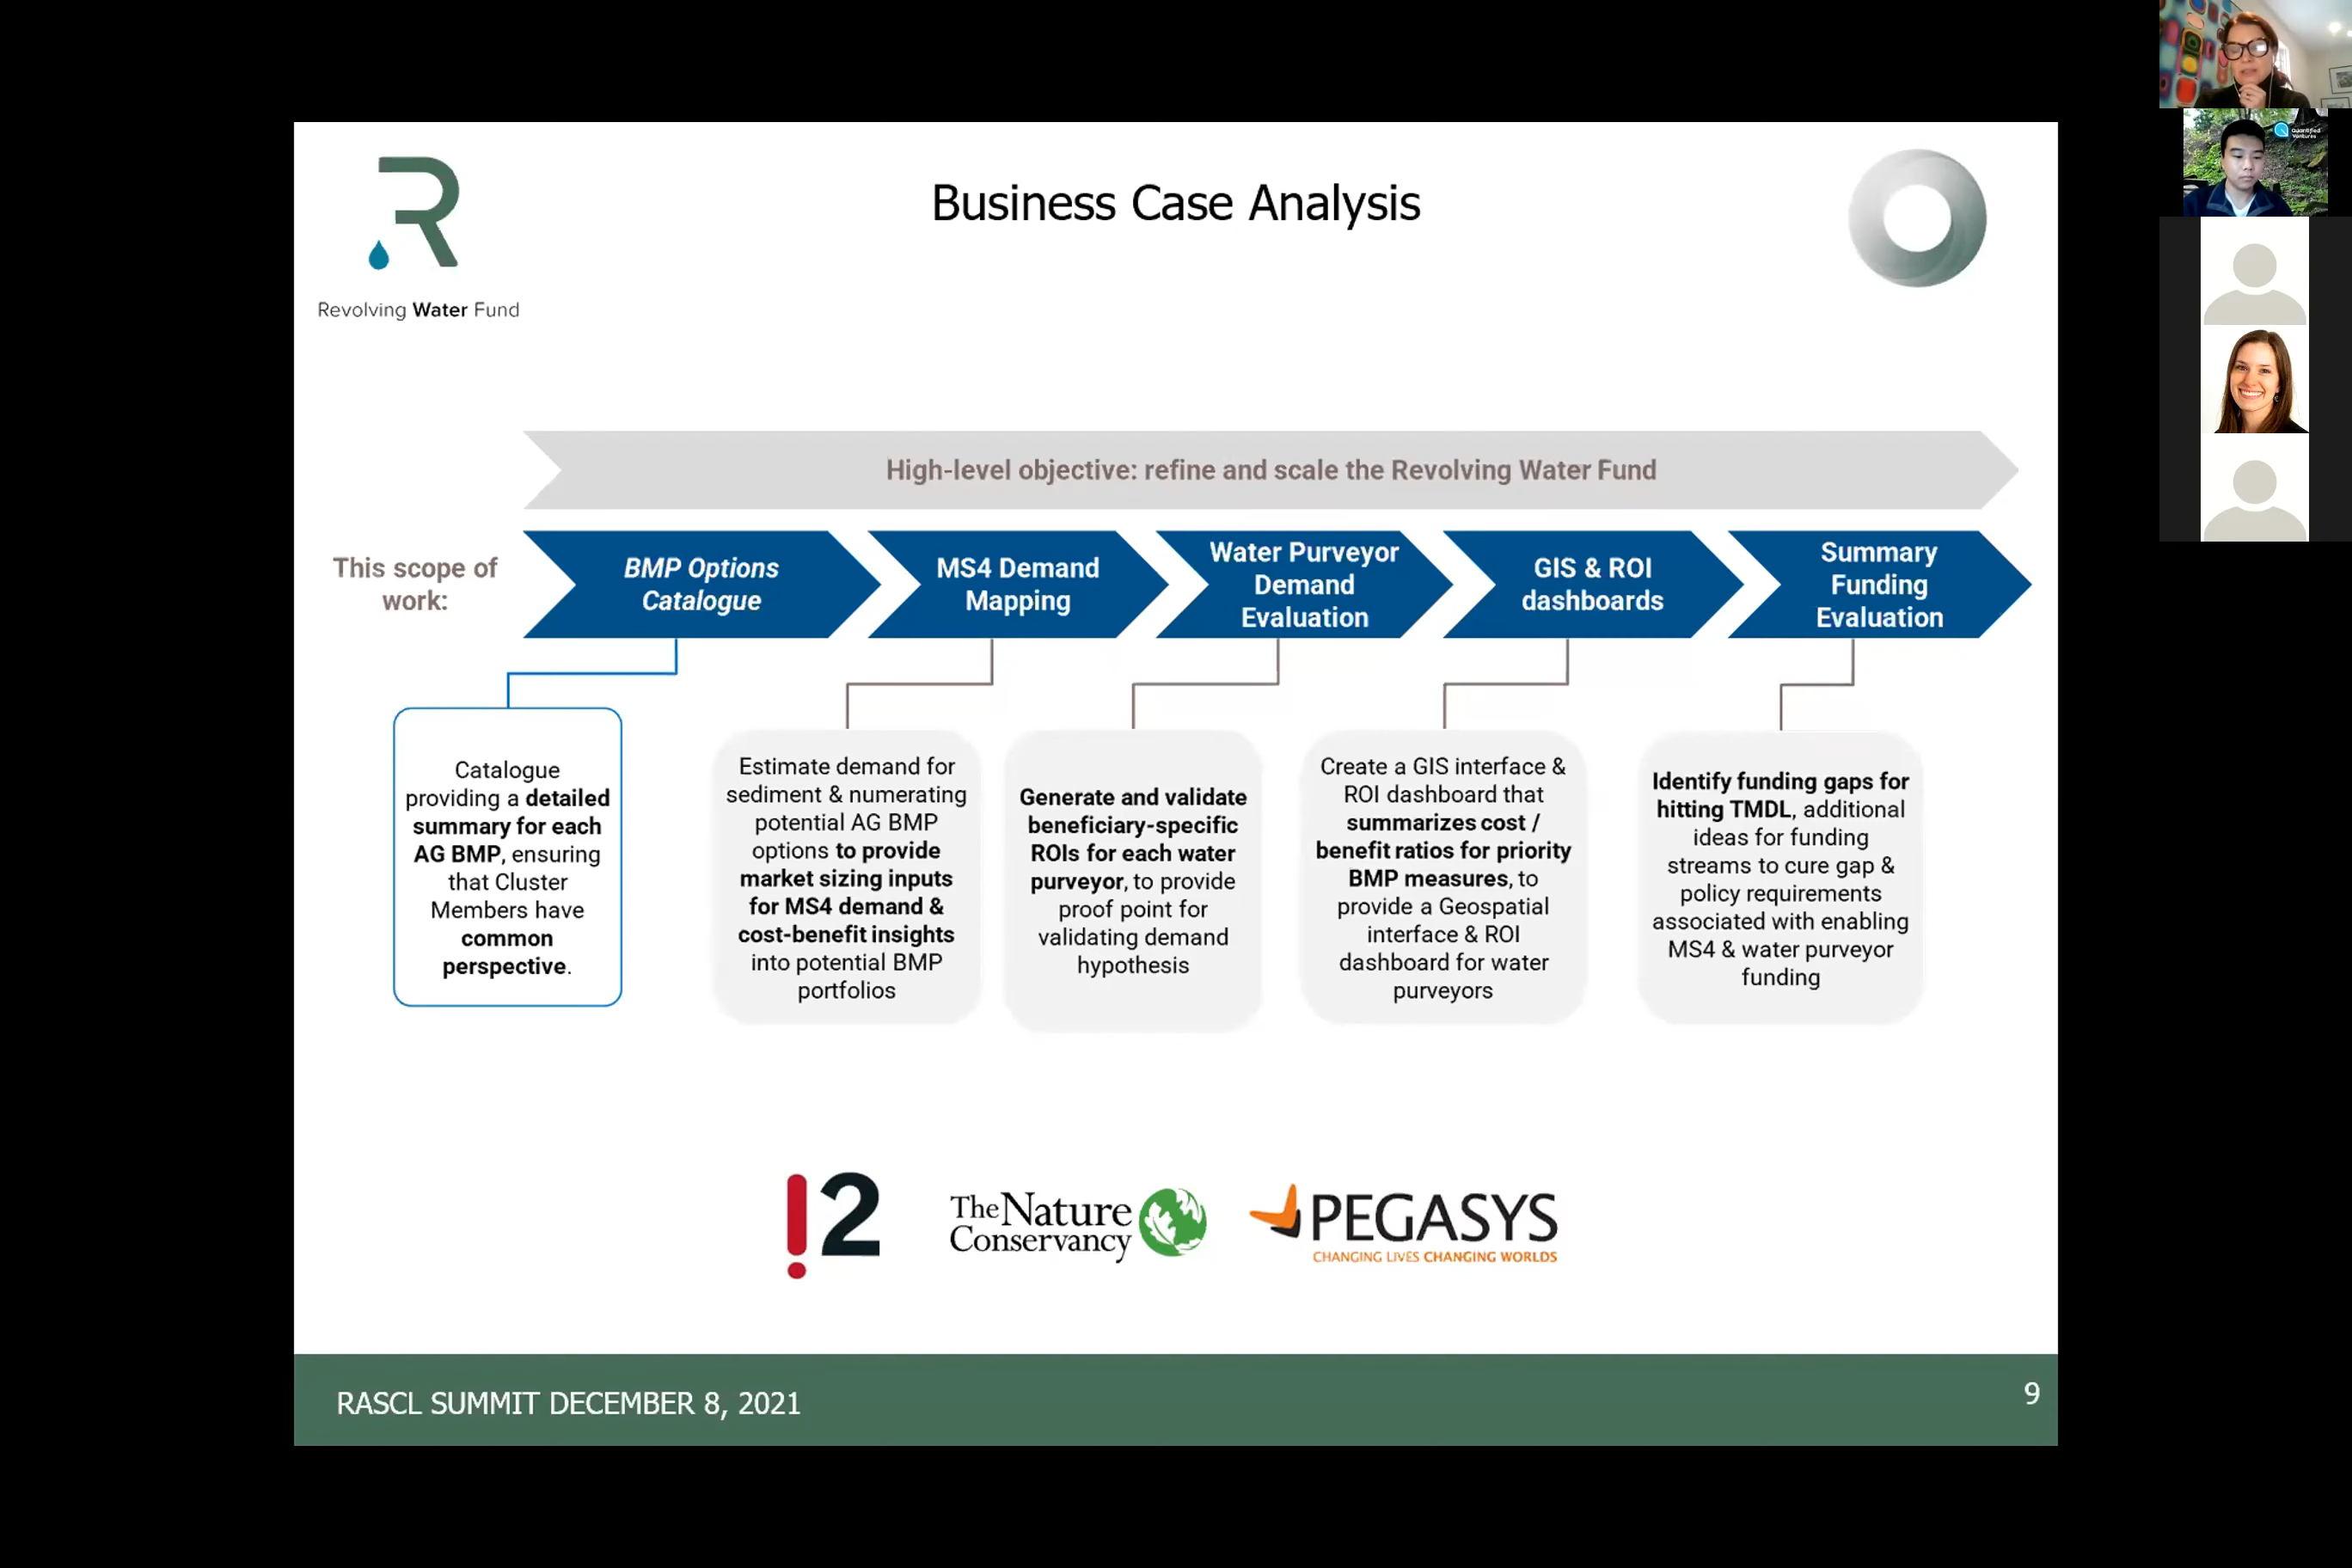 Business Case Analysis
Revolving Water Fund
Quantified
Ventures
High-level objective: refine and scale the Revolving Water Fund
This scope of
work:
BMP Options
Catalogue
MS4 Demand
Mapping
Water Purveyor
Demand
Evaluation
GIS & ROI
dashboards
Summary
Funding
Evaluation
Catalogue
providing a detailed
summary for each
AG BMP, ensuring
that Cluster
Members have
common
perspective.
Estimate demand for
sediment & numerating
potential AG BMP
options to provide
market sizing inputs
for MS4 demand &
cost-benefit insights
into potential BMP
portfolios
Generate and validate
beneficiary-specific
ROIs for each water
purveyor, to provide
proof point for
validating demand
hypothesis
Create a GIS interface &
ROI dashboard that
summarizes cost /
benefit ratios for priority
BMP measures, to
provide a Geospatial
interface & ROI
dashboard for water
purveyors
Identify funding gaps for
hitting TMDL, additional
ideas for funding
streams to cure gap &
policy requirements
associated with enabling
MS4 & water purveyor
funding
!2
The Nature
Conservancy
PEGASYS
CHANGING LIVES CHANGING WORLDS
RASCL SUMMIT DECEMBER 8, 2021
9